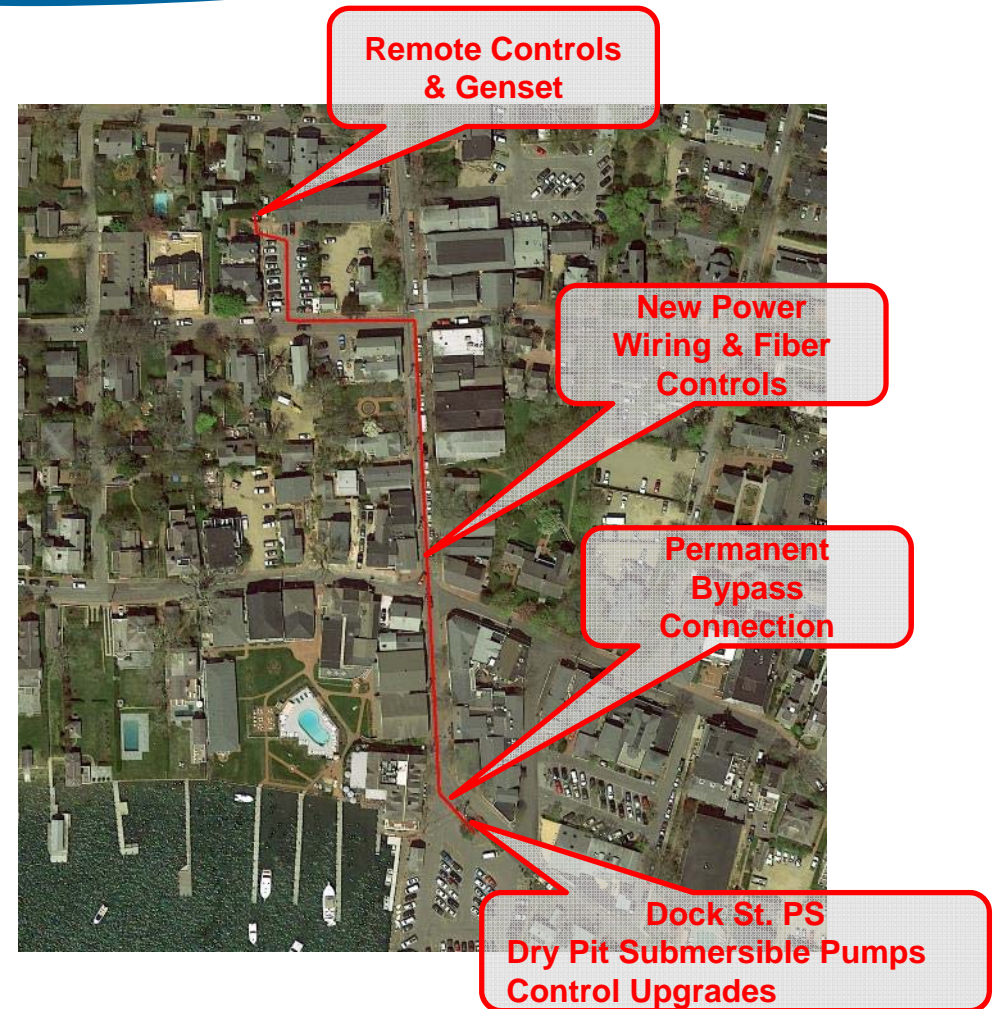 Remote Controls
& Genset
New Power
Wiring & Fiber
Controls
Permanent
Bypass
Connection
Dock St. PS
Dry Pit Submersible Pumps
Control Upgrades